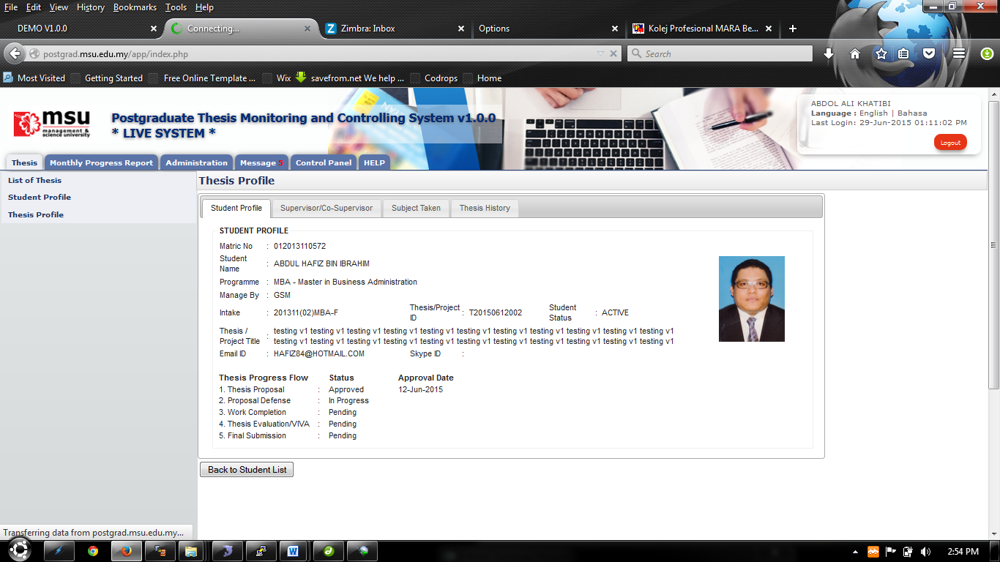 File Edit View History Bookmarks Tools Help
DEMO V1.0.0 Connecting... Zimbra: Inbox Options Kolej Profesional MARA Be...
postgrad.msu.edu.my/app/index.php Search
Most Visited Getting Started Free Online Template ... Wix savefrom.net We help ... Codrops Home
msu
management &
science university
Postgraduate Thesis Monitoring and Controlling System v1.0.0
* LIVE SYSTEM *
ABDOL ALI KHATIBI
Language : English | Bahasa
Last Login: 29-Jun-2015 01:11:02 PM
Logout
Thesis Monthly Progress Report Administration Message 5 Control Panel HELP
List of Thesis
Student Profile
Thesis Profile
Thesis Profile
Student Profile Supervisor/Co-Supervisor Subject Taken Thesis History
STUDENT PROFILE
Matric No : 012013110572
Student Name : ABDUL HAFIZ BIN IBRAHIM
Programme : MBA - Master in Business Administration
Manage By : GSM
Intake : 201311(02)MBA-F Thesis/Project ID : T20150612002 Student Status : ACTIVE
Thesis / Project Title : testing v1 testing v1 testing v1 testing v1 testing v1 testing v1 testing v1 testing v1 testing v1 testing v1 testing v1
testing v1 testing v1 testing v1 testing v1 testing v1 testing v1 testing v1 testing v1 testing v1 testing v1 testing v1
Email ID : HAFIZ84@HOTMAIL.COM Skype ID :
Thesis Progress Flow Status Approval Date
1. Thesis Proposal : Approved 12-Jun-2015
2. Proposal Defense : In Progress
3. Work Completion : Pending
4. Thesis Evaluation/VIVA : Pending
5. Final Submission : Pending
Back to Student List
Transferring data from postgrad.msu.edu.my...
2:54 PM